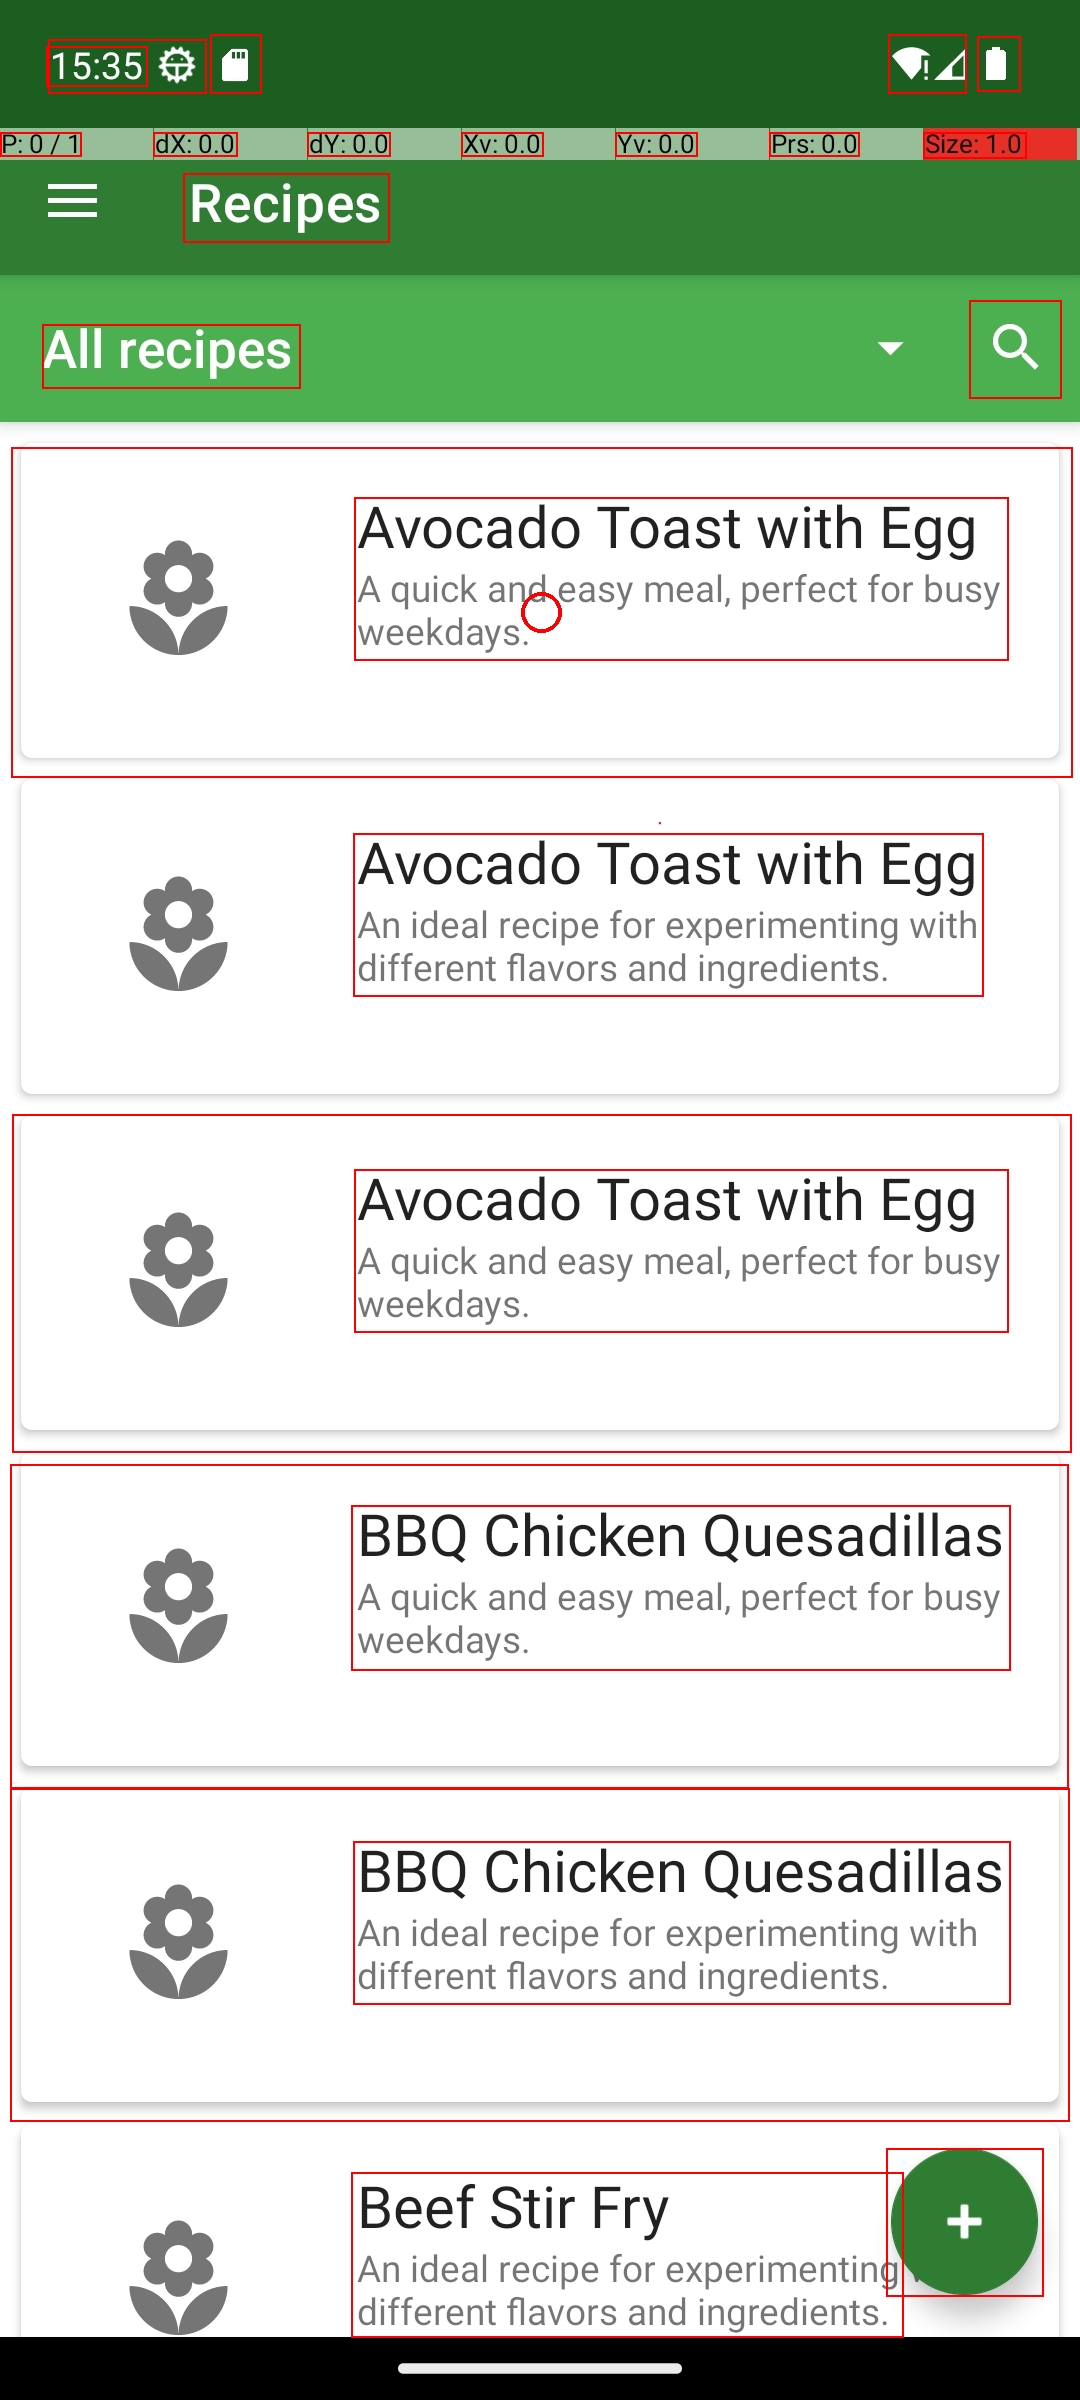 15:35
P: 0 / 1 dX: 0.0 dY: 0.0 Xv: 0.0 Yv: 0.0 Prs: 0.0 Size: 1.0
Recipes
All recipes
Avocado Toast with Egg
A quick and easy meal, perfect for busy
weekdays.
Avocado Toast with Egg
An ideal recipe for experimenting with
different flavors and ingredients.
Avocado Toast with Egg
A quick and easy meal, perfect for busy
weekdays.
BBQ Chicken Quesadillas
A quick and easy meal, perfect for busy
weekdays.
BBQ Chicken Quesadillas
An ideal recipe for experimenting with
different flavors and ingredients.
Beef Stir Fry
An ideal recipe for experimenting
different flavors and ingredients.